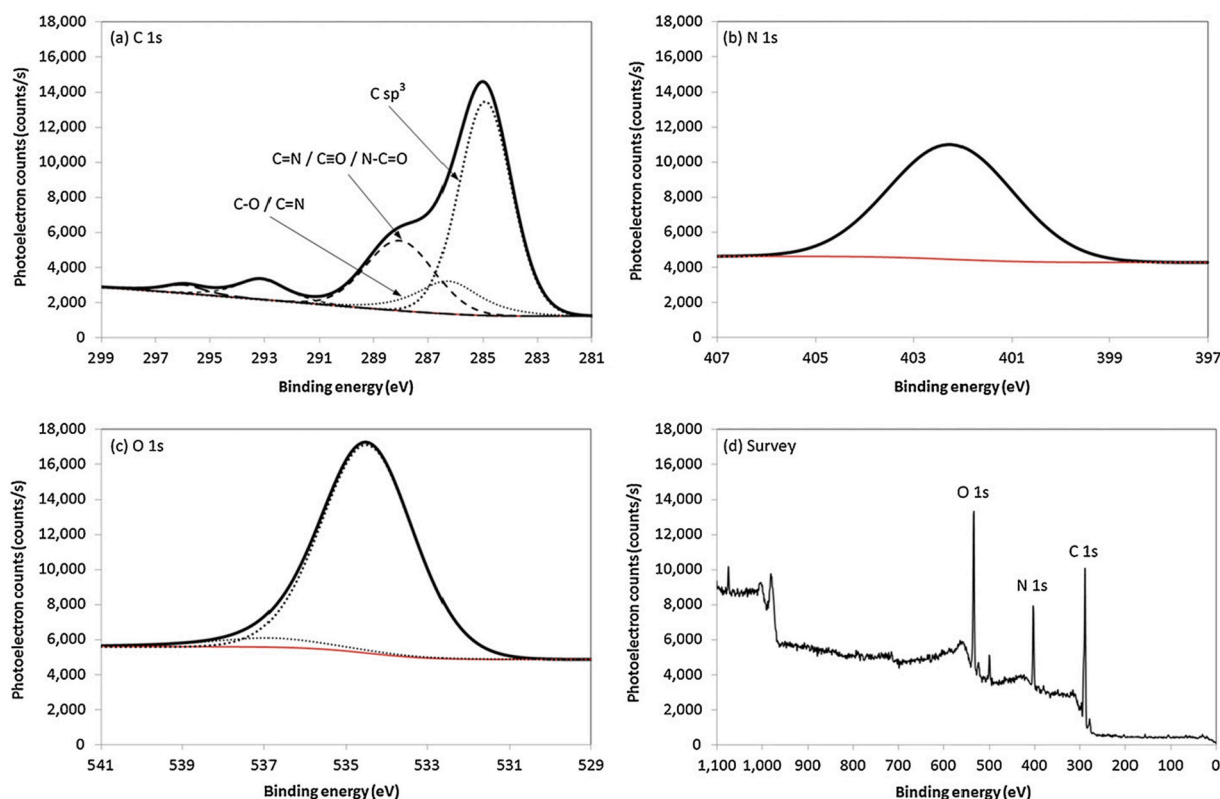 (a) C 1s
Photoelectron counts (counts/s)
18,000
16,000
14,000
12,000
10,000
8,000
6,000
4,000
2,000
0
C sp³
C=N / C≡O / N-C=O
C-O / C=N
299 297 295 293 291 289 287 285 283 281
Binding energy (eV)
(b) N 1s
Photoelectron counts (counts/s)
18,000
16,000
14,000
12,000
10,000
8,000
6,000
4,000
2,000
0
407 405 403 401 399 397
Binding energy (eV)
(c) O 1s
Photoelectron counts (counts/s)
18,000
16,000
14,000
12,000
10,000
8,000
6,000
4,000
2,000
0
541 539 537 535 533 531 529
Binding energy (eV)
(d) Survey
Photoelectron counts (counts/s)
18,000
16,000
14,000
12,000
10,000
8,000
6,000
4,000
2,000
0
O 1s
C 1s
N 1s
1,100 1,000 900 800 700 600 500 400 300 200 100 0
Binding energy (eV)